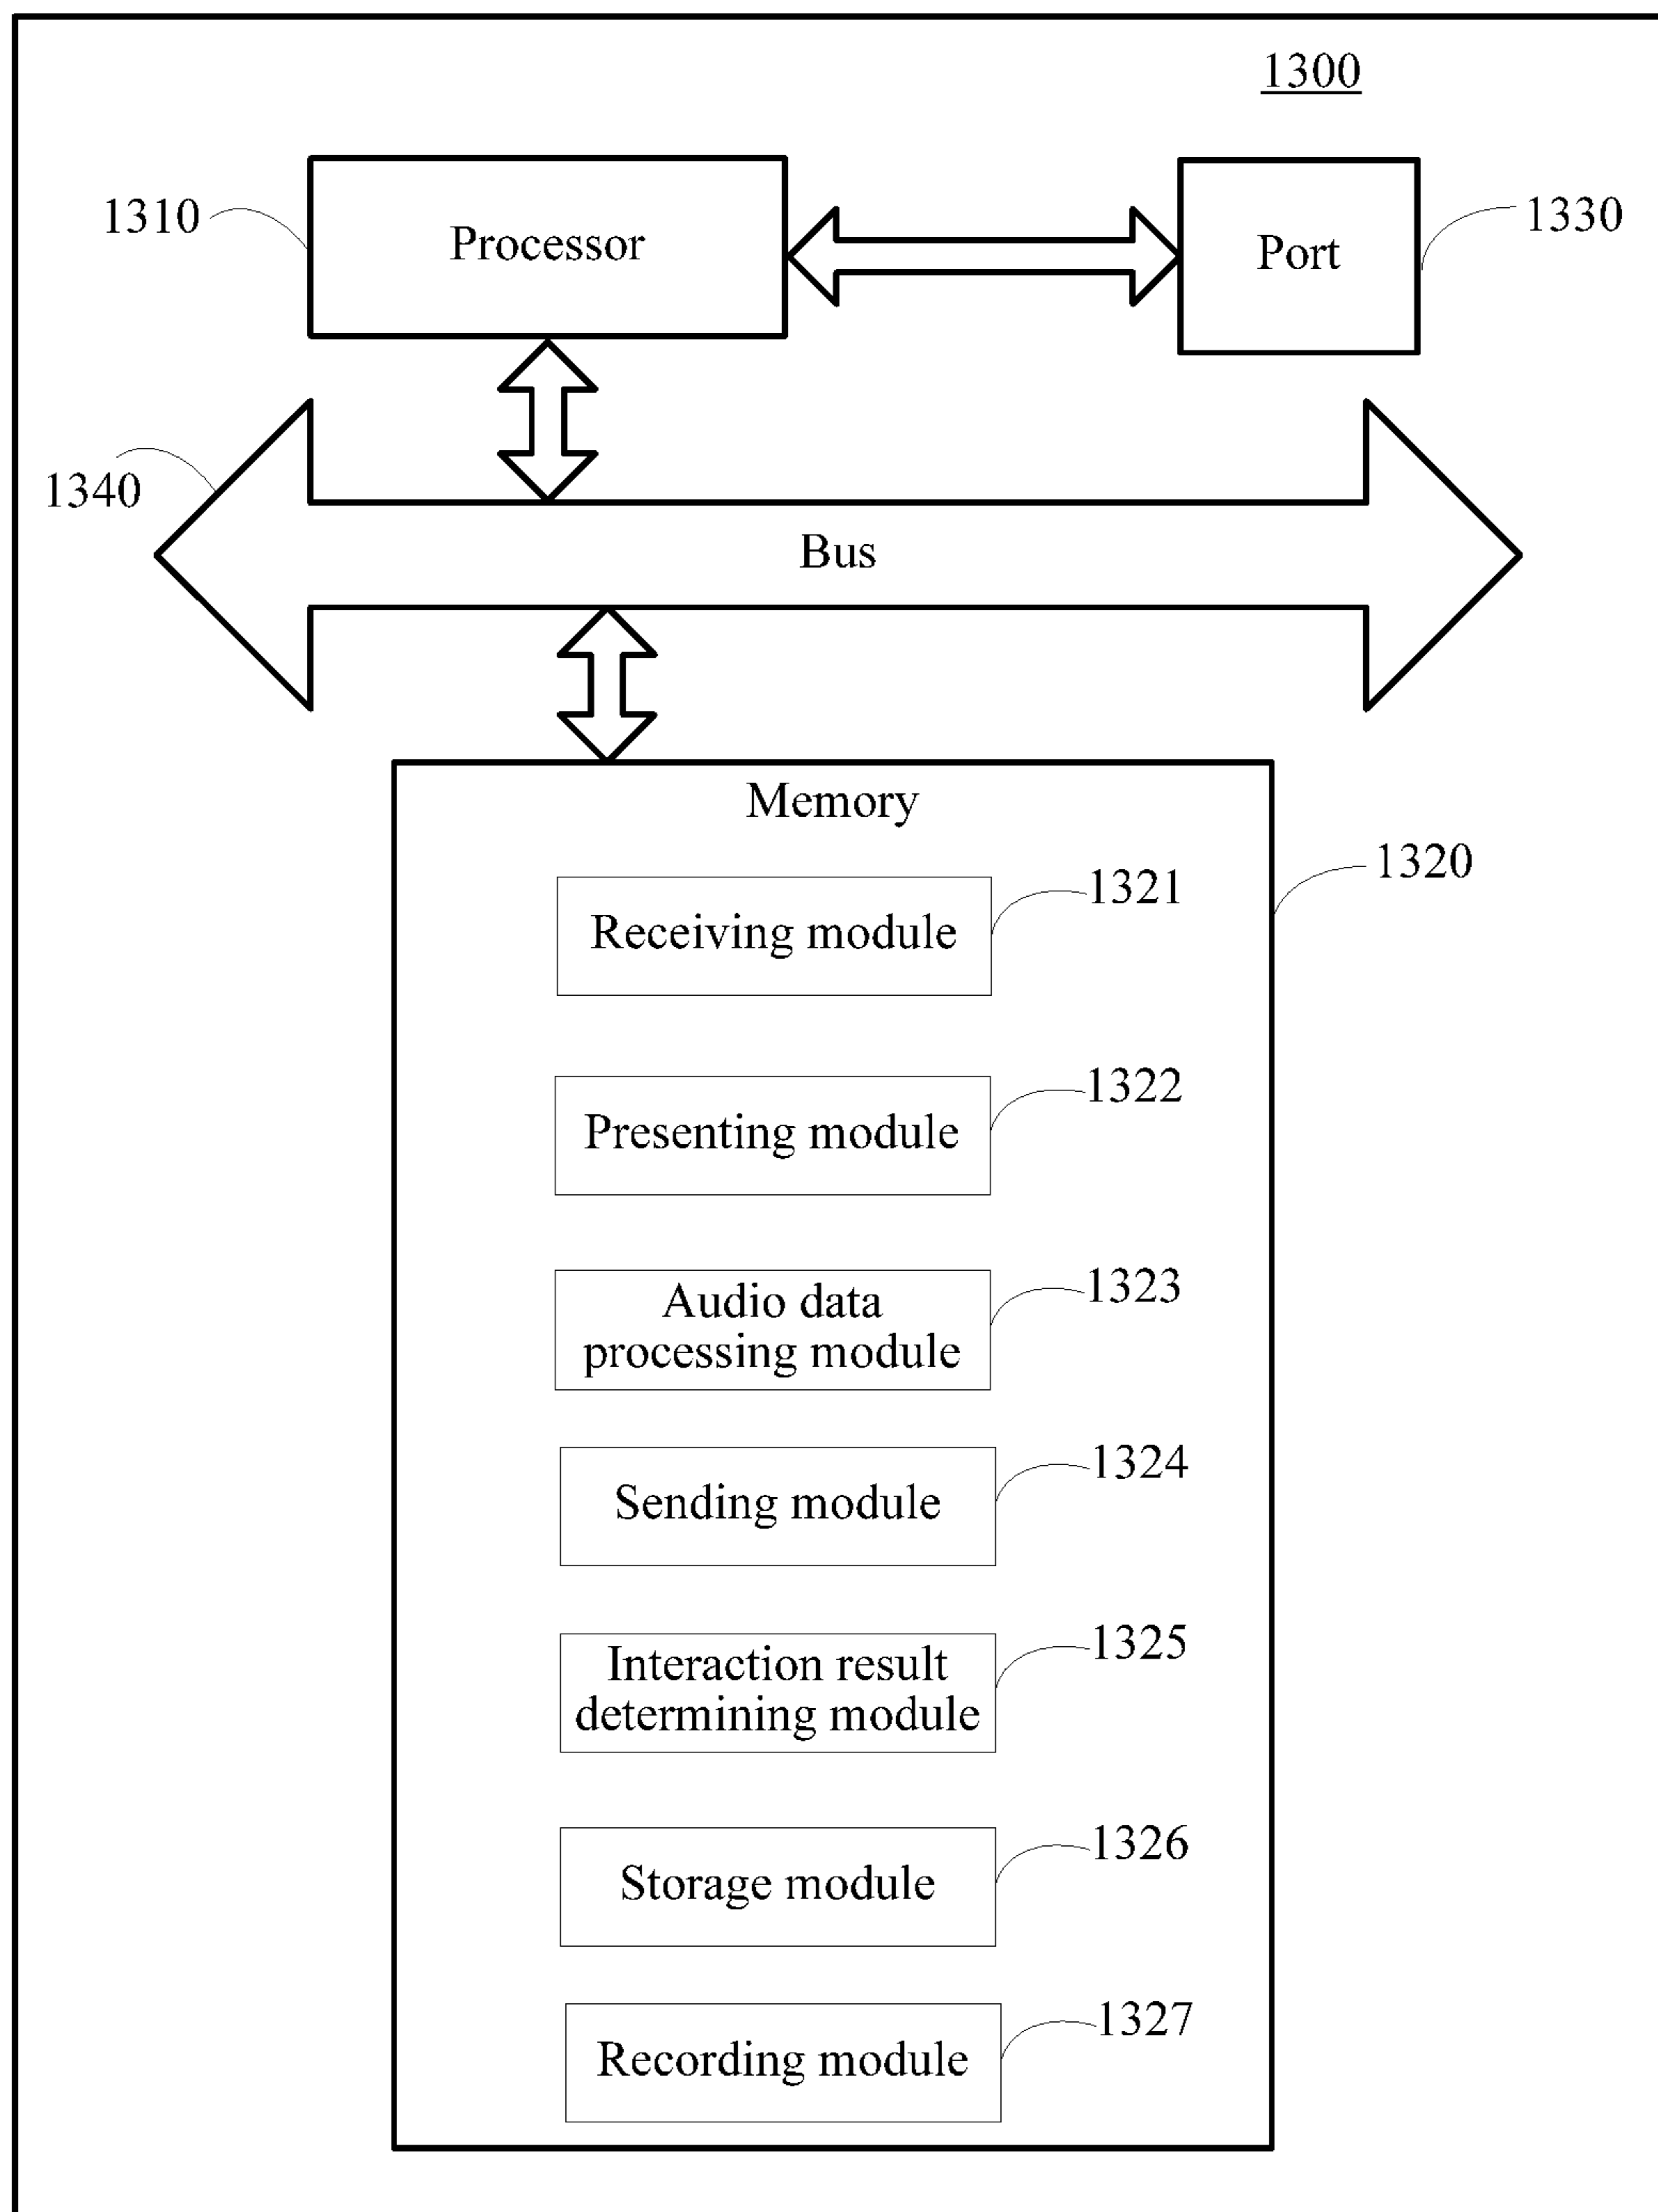 1300
1310
Processor
Port
1330
1340
Bus
Memory
1320
1321
Receiving module
1322
Presenting module
1323
Audio data
processing module
1324
Sending module
1325
Interaction result
determining module
1326
Storage module
1327
Recording module